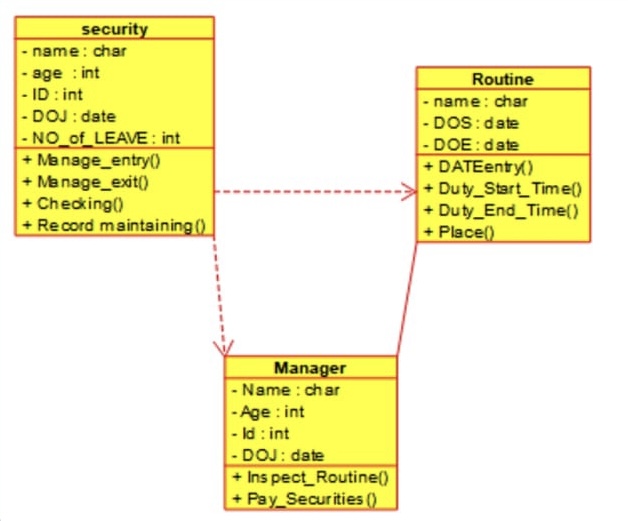 security
- name : char
- age : int
- ID : int
- DOJ : date
- NO_of_LEAVE : int
+ Manage_entry()
+ Manage_exit()
+ Checking()
+ Record maintaining()
Routine
- name : char
- DOS : date
- DOE : date
+ DATEentry()
+ Duty_Start_Time()
+ Duty_End_Time()
+ Place()
Manager
- Name : char
- Age : int
- Id : int
- DOJ : date
+ Inspect_Routine()
+ Pay_Securities()